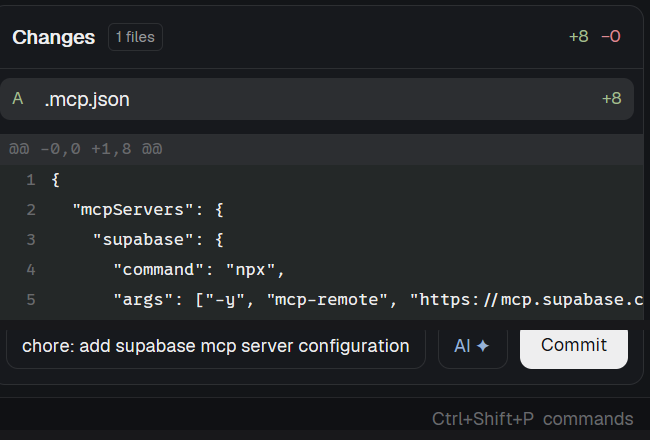 Changes 1 files +8 −0
A .mcp.json +8
@@ -0,0 +1,8 @@
1 {
2 "mcpServers": {
3 "supabase": {
4 "command": "npx",
5 "args": ["-y", "mcp-remote", "https://mcp.supabase.c
chore: add supabase mcp server configuration AI ✦ Commit
Ctrl+Shift+P commands